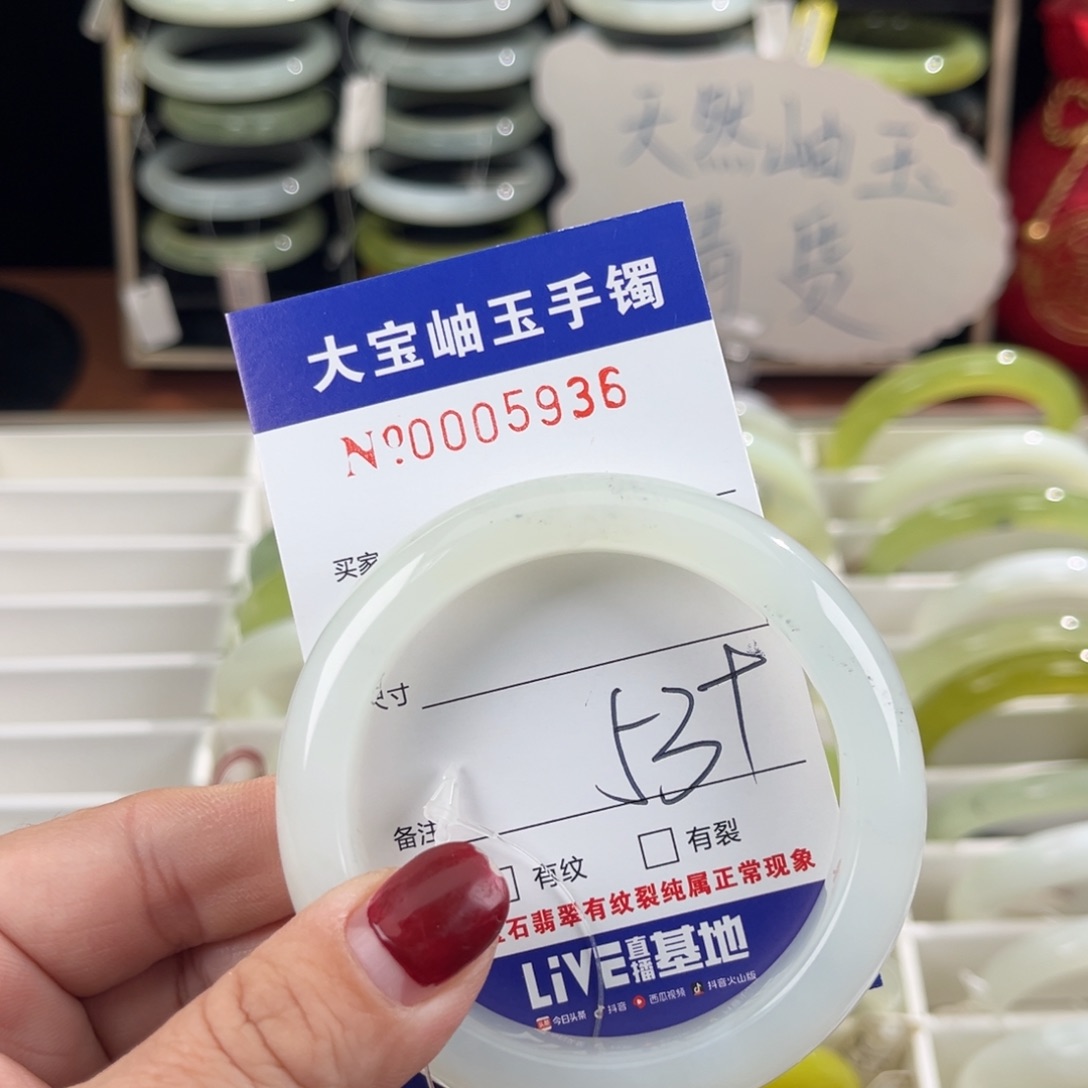 天然岫玉
大宝岫玉手镯
Nº0005936
买家
尺寸
53+
备注
有纹 有裂
玉石翡翠有纹裂纯属正常现象
LiVE直播基地
今日头条 抖音 西瓜视频 抖音火山版